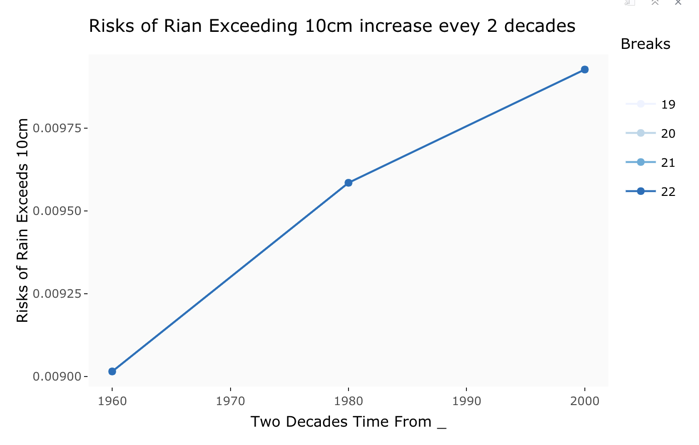 Risks of Rian Exceeding 10cm increase evey 2 decades
Breaks
19
20
21
22
Risks of Rain Exceeds 10cm
0.00975
0.00950
0.00925
0.00900
1960 1970 1980 1990 2000
Two Decades Time From _